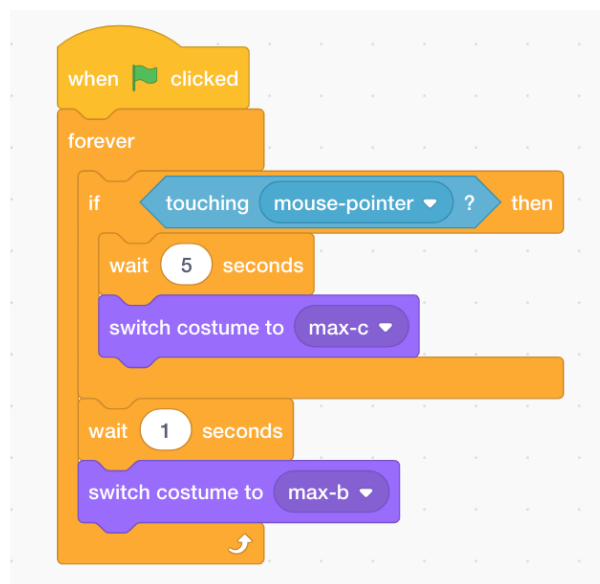 when clicked
forever
if touching mouse-pointer ? then
wait 5 seconds
switch costume to max-c
wait 1 seconds
switch costume to max-b